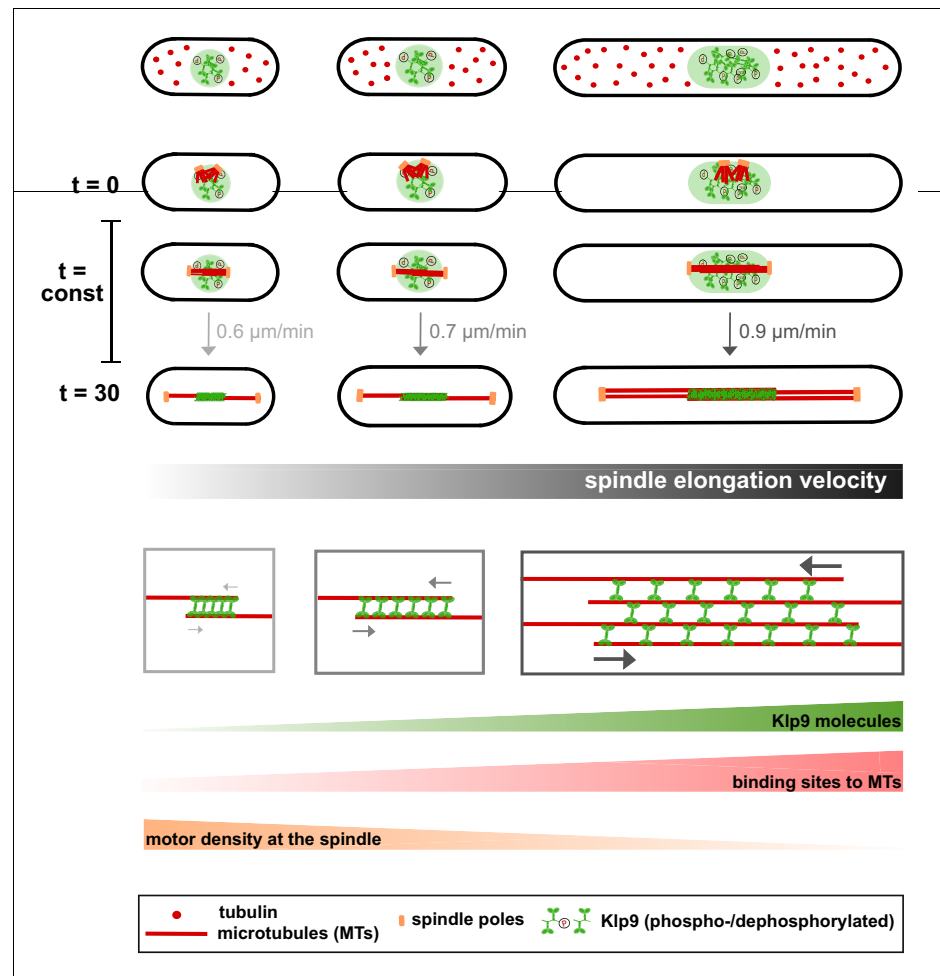 t = 0
t =
const
0.6 µm/min
0.7 µm/min
0.9 µm/min
t = 30
spindle elongation velocity
Klp9 molecules
binding sites to MTs
motor density at the spindle
tubulin
microtubules (MTs)
spindle poles
P
Klp9 (phospho-/dephosphorylated)